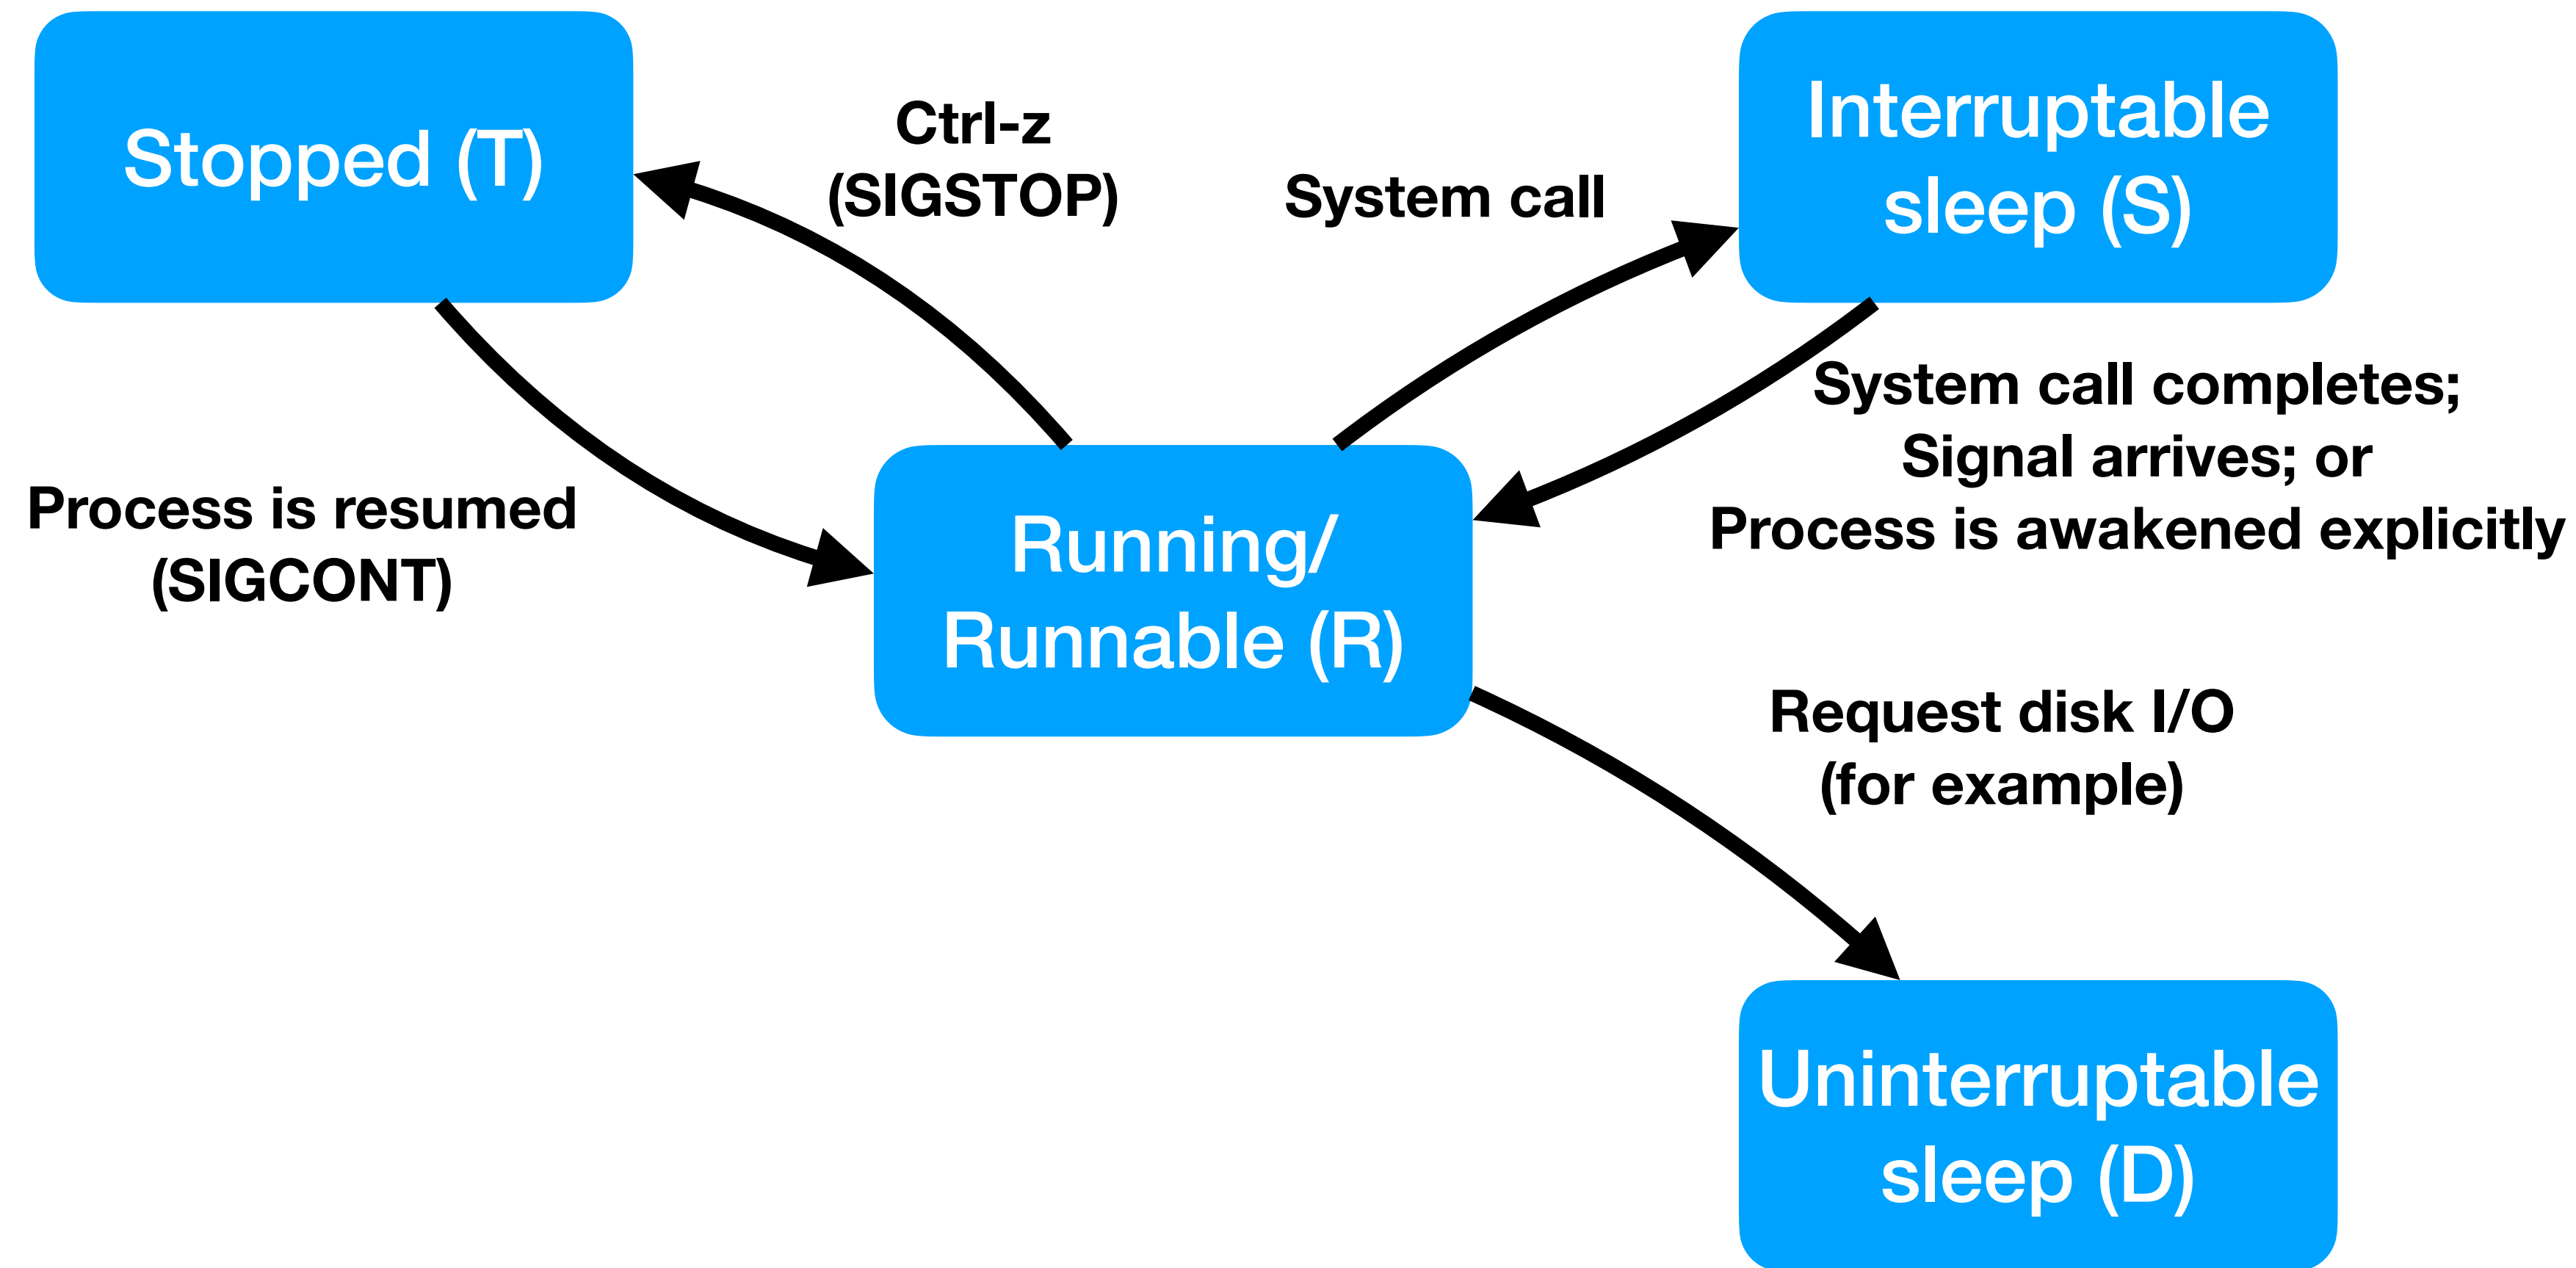 Stopped (T)
Ctrl-z
(SIGSTOP)
System call
Interruptable
sleep (S)
Process is resumed
(SIGCONT)
Running/
Runnable (R)
System call completes;
Signal arrives; or
Process is awakened explicitly
Request disk I/O
(for example)
Uninterruptable
sleep (D)